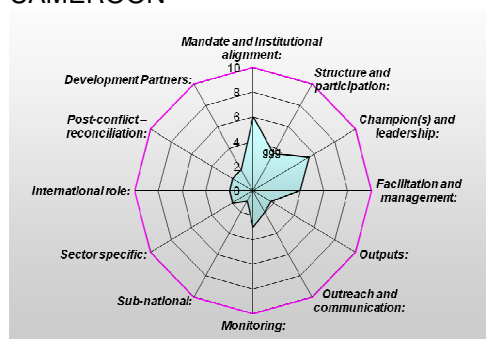 CAMEROON
Mandate and Institutional
alignment:
Structure and
participation:
Champion(s) and
leadership:
Facilitation and
management:
Outputs:
Outreach and
communication:
Monitoring:
Sub-national:
Sector specific:
International role:
Post-conflict –
reconciliation:
Development Partners:
10
8
6
4
2
0
ggg